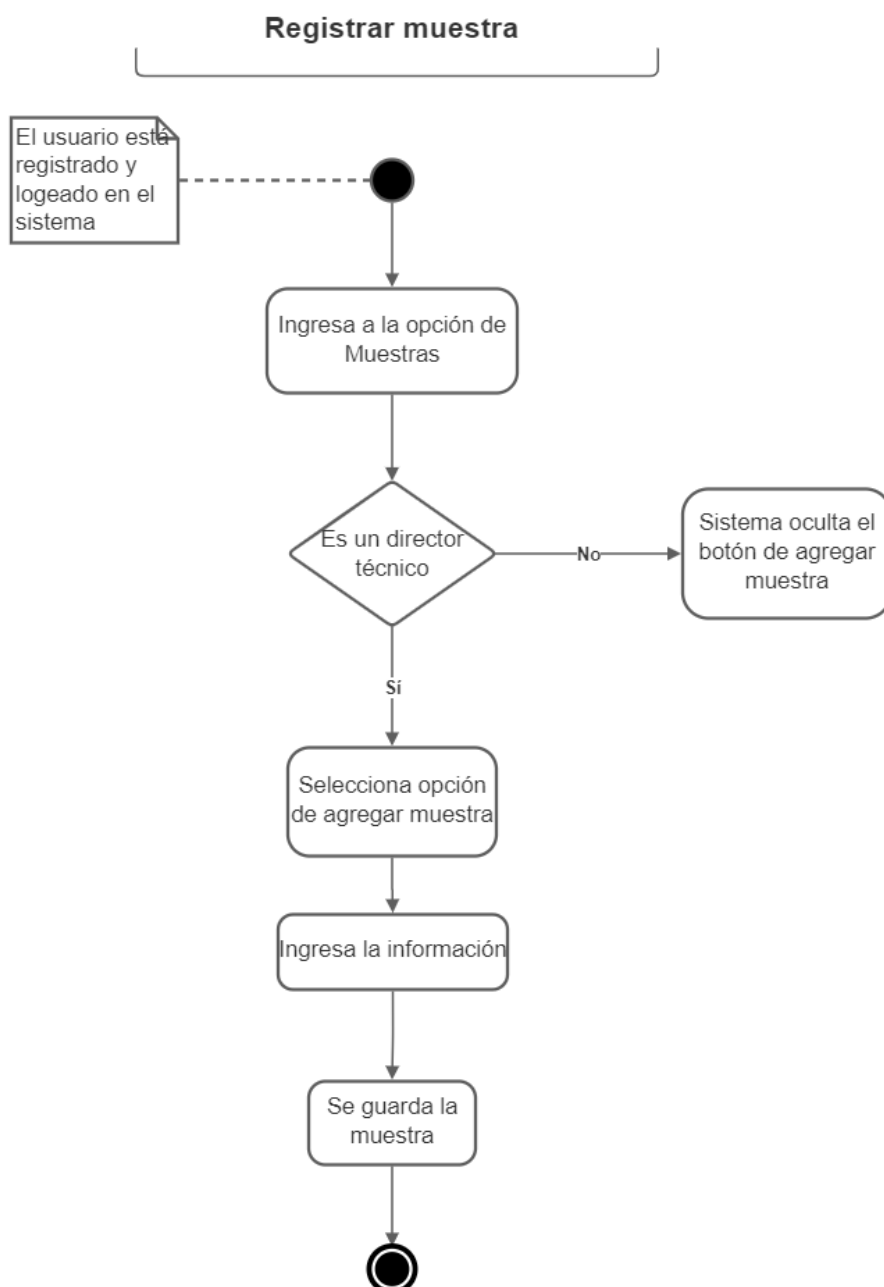 Registrar muestra
El usuario está
registrado y
logeado en el
sistema
Ingresa a la opción de
Muestras
Es un director
técnico
No
Sistema oculta el
botón de agregar
muestra
Sí
Selecciona opción
de agregar muestra
Ingresa la información
Se guarda la
muestra